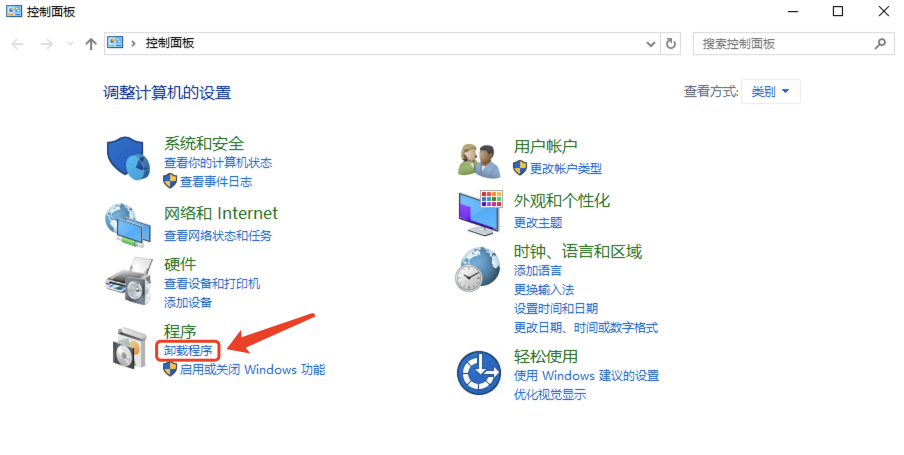 控制面板
控制面板
搜索控制面板
调整计算机的设置
查看方式: 类别
系统和安全
查看你的计算机状态
查看事件日志
网络和 Internet
查看网络状态和任务
硬件
查看设备和打印机
添加设备
程序
卸载程序
启用或关闭 Windows 功能
用户帐户
更改帐户类型
外观和个性化
更改主题
时钟、语言和区域
添加语言
更换输入法
设置时间和日期
更改日期、时间或数字格式
轻松使用
使用 Windows 建议的设置
优化视觉显示